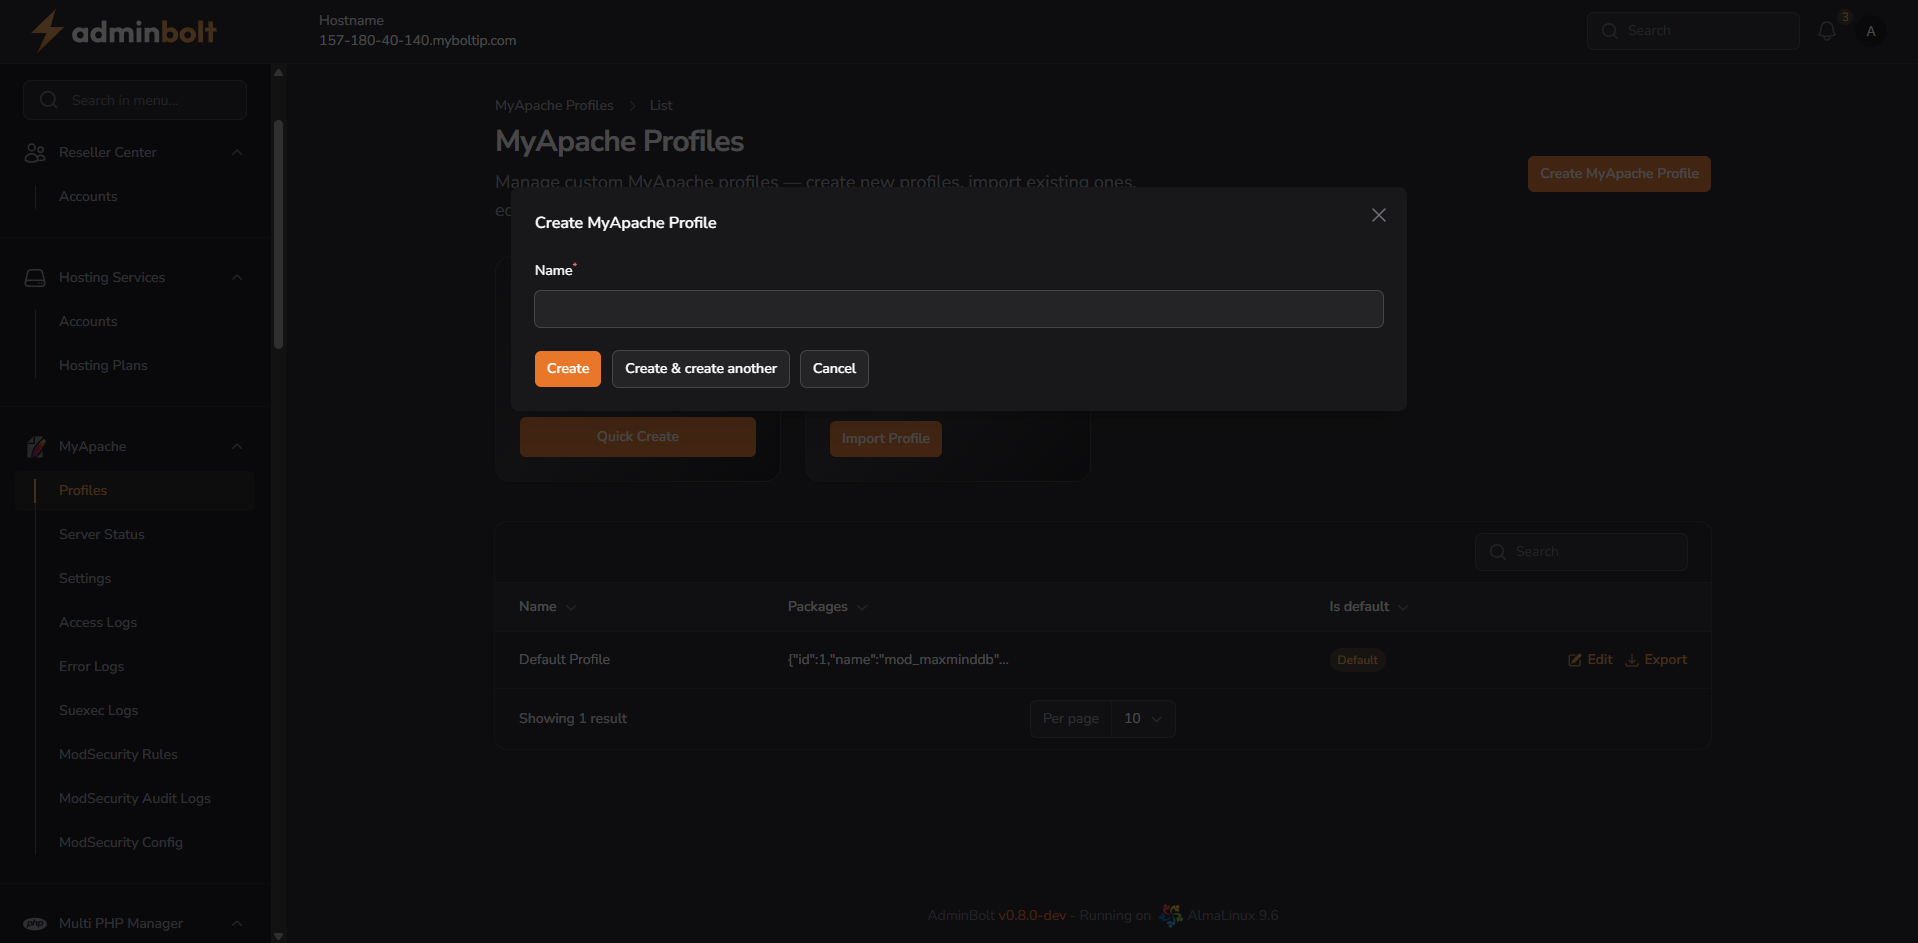 adminbolt
Hostname
157-180-40-140.myboltip.com
Search
3
A
Search in menu...
Reseller Center
Accounts
Hosting Services
Accounts
Hosting Plans
MyApache
Profiles
Server Status
Settings
Access Logs
Error Logs
Suexec Logs
ModSecurity Rules
ModSecurity Audit Logs
ModSecurity Config
php
Multi PHP Manager
MyApache Profiles > List
MyApache Profiles
Manage custom MyApache profiles — create new profiles, import existing ones,
Create MyApache Profile
Create MyApache Profile
Name*
Create
Create & create another
Cancel
Quick Create
Import Profile
Search
Name
Packages
Is default
Default Profile
{"id":1,"name":"mod_maxminddb"...
Default
Edit
Export
Showing 1 result
Per page
10
AdminBolt v0.8.0-dev - Running on AlmaLinux 9.6